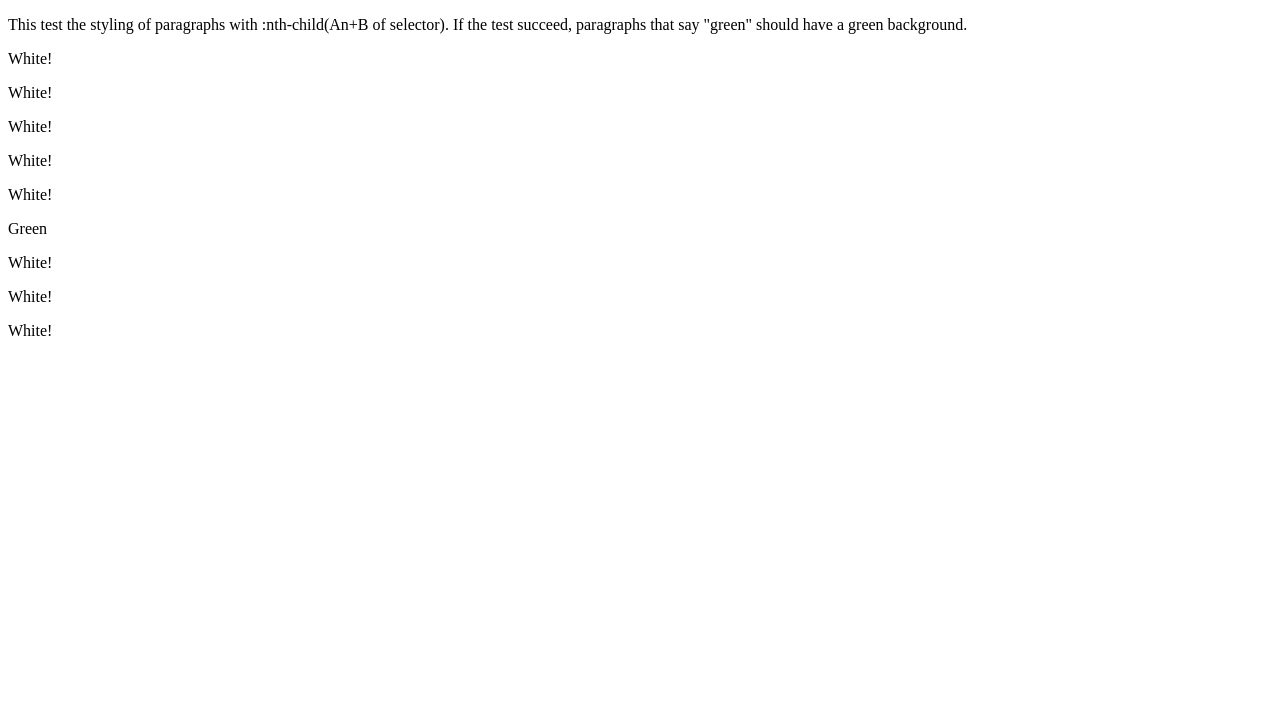 This test the styling of paragraphs with :nth-child(An+B of selector). If the test succeed, paragraphs that say "green" should have a green background.
White!
White!
White!
White!
White!
Green
White!
White!
White!